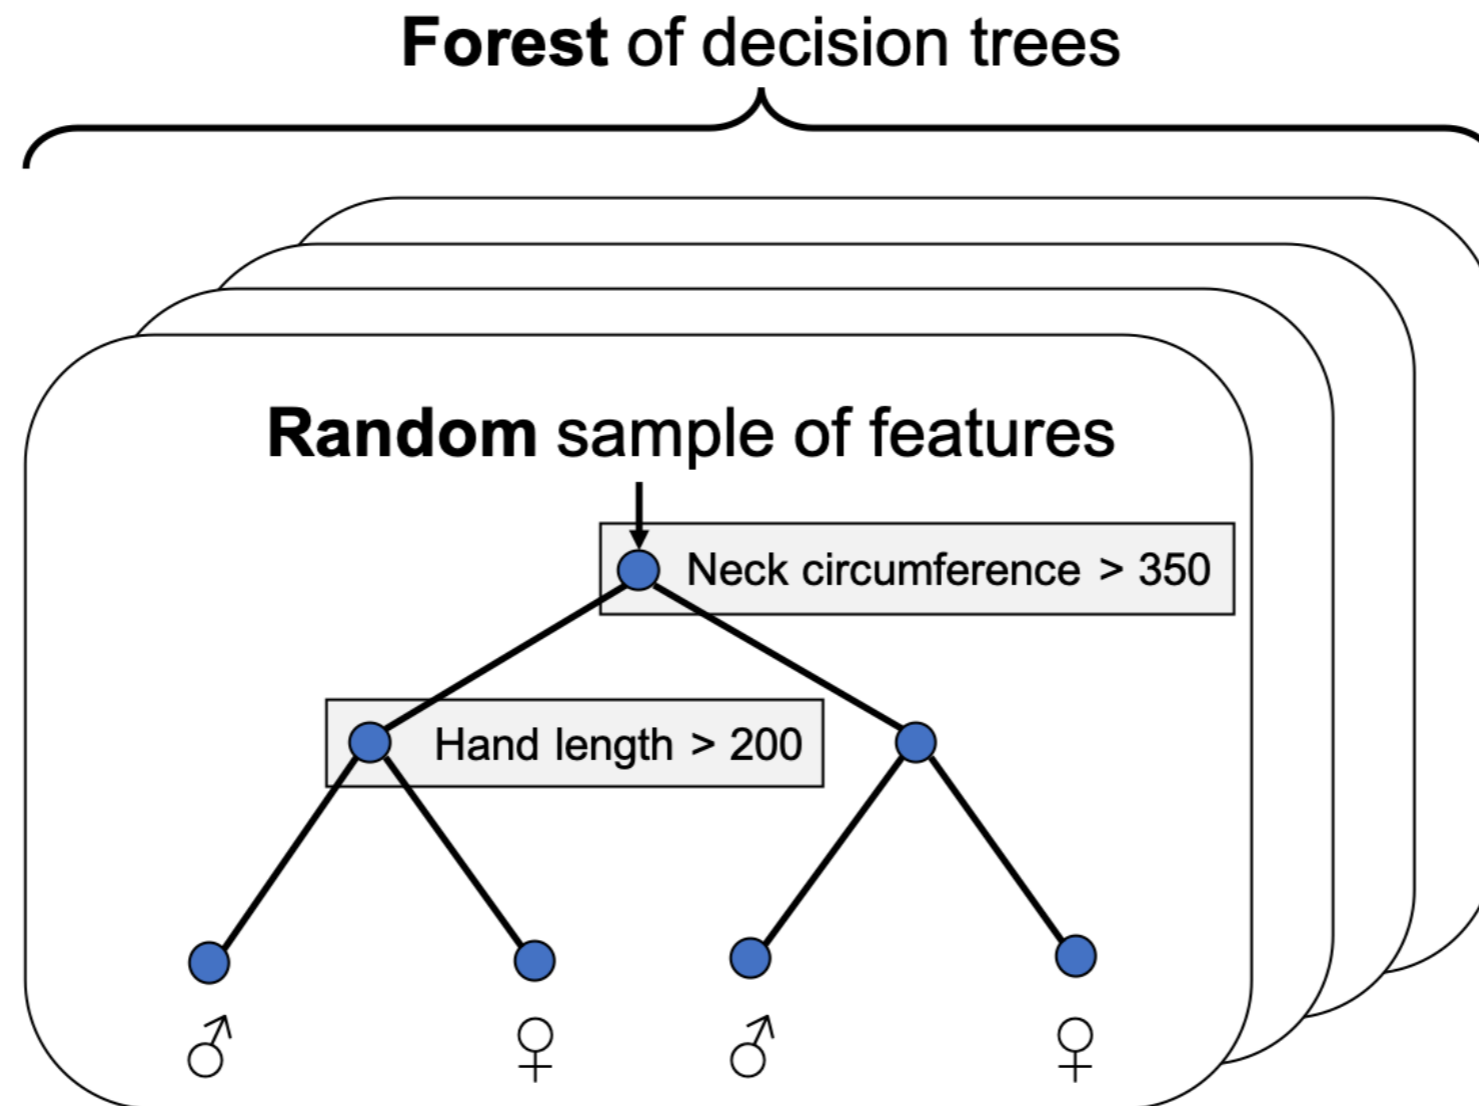 Forest of decision trees
Random sample of features
Neck circumference > 350
Hand length > 200
♂ ♀ ♂ ♀